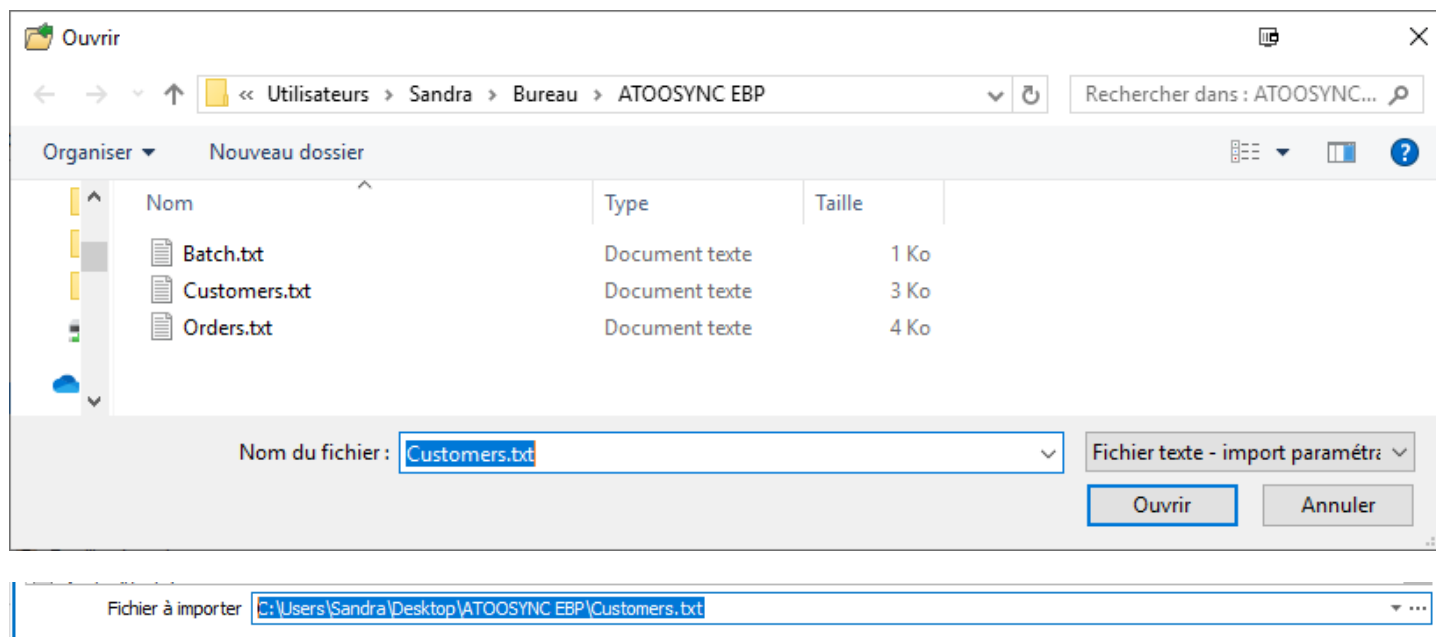 Ouvrir
« Utilisateurs > Sandra > Bureau > ATOOSYNC EBP Rechercher dans : ATOOSYNC...
Organiser Nouveau dossier ?
Nom Type Taille
Batch.txt Document texte 1 Ko
Customers.txt Document texte 3 Ko
Orders.txt Document texte 4 Ko
Nom du fichier : Customers.txt Fichier texte - import paramétra
Ouvrir Annuler
Fichier à importer C:\Users\Sandra\Desktop\ATOOSYNC EBP\Customers.txt ...